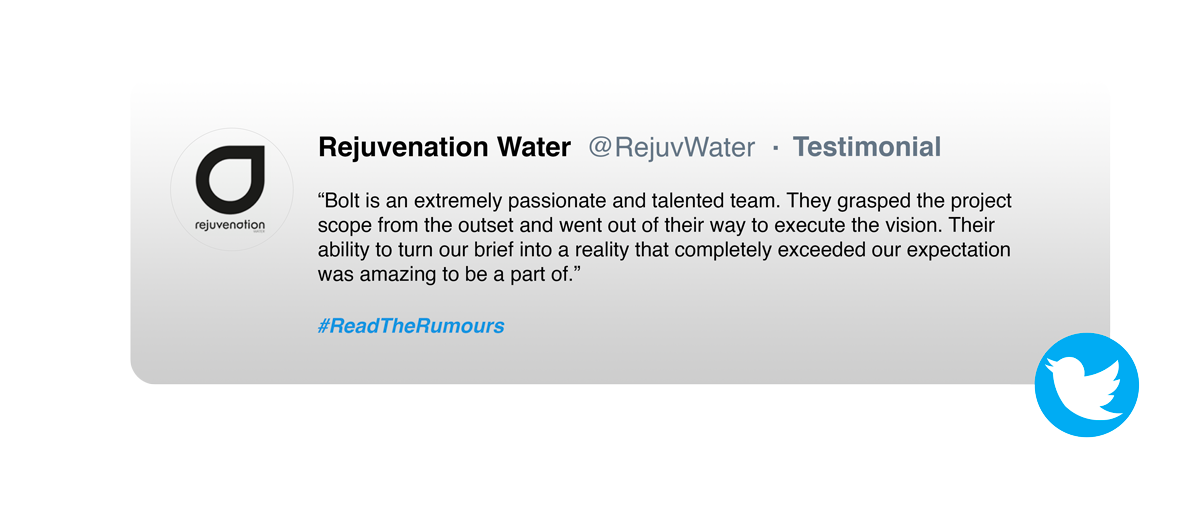 Rejuvenation Water @RejuvWater · Testimonial
rejuvenation
“Bolt is an extremely passionate and talented team. They grasped the project
scope from the outset and went out of their way to execute the vision. Their
ability to turn our brief into a reality that completely exceeded our expectation
was amazing to be a part of.”
#ReadTheRumours